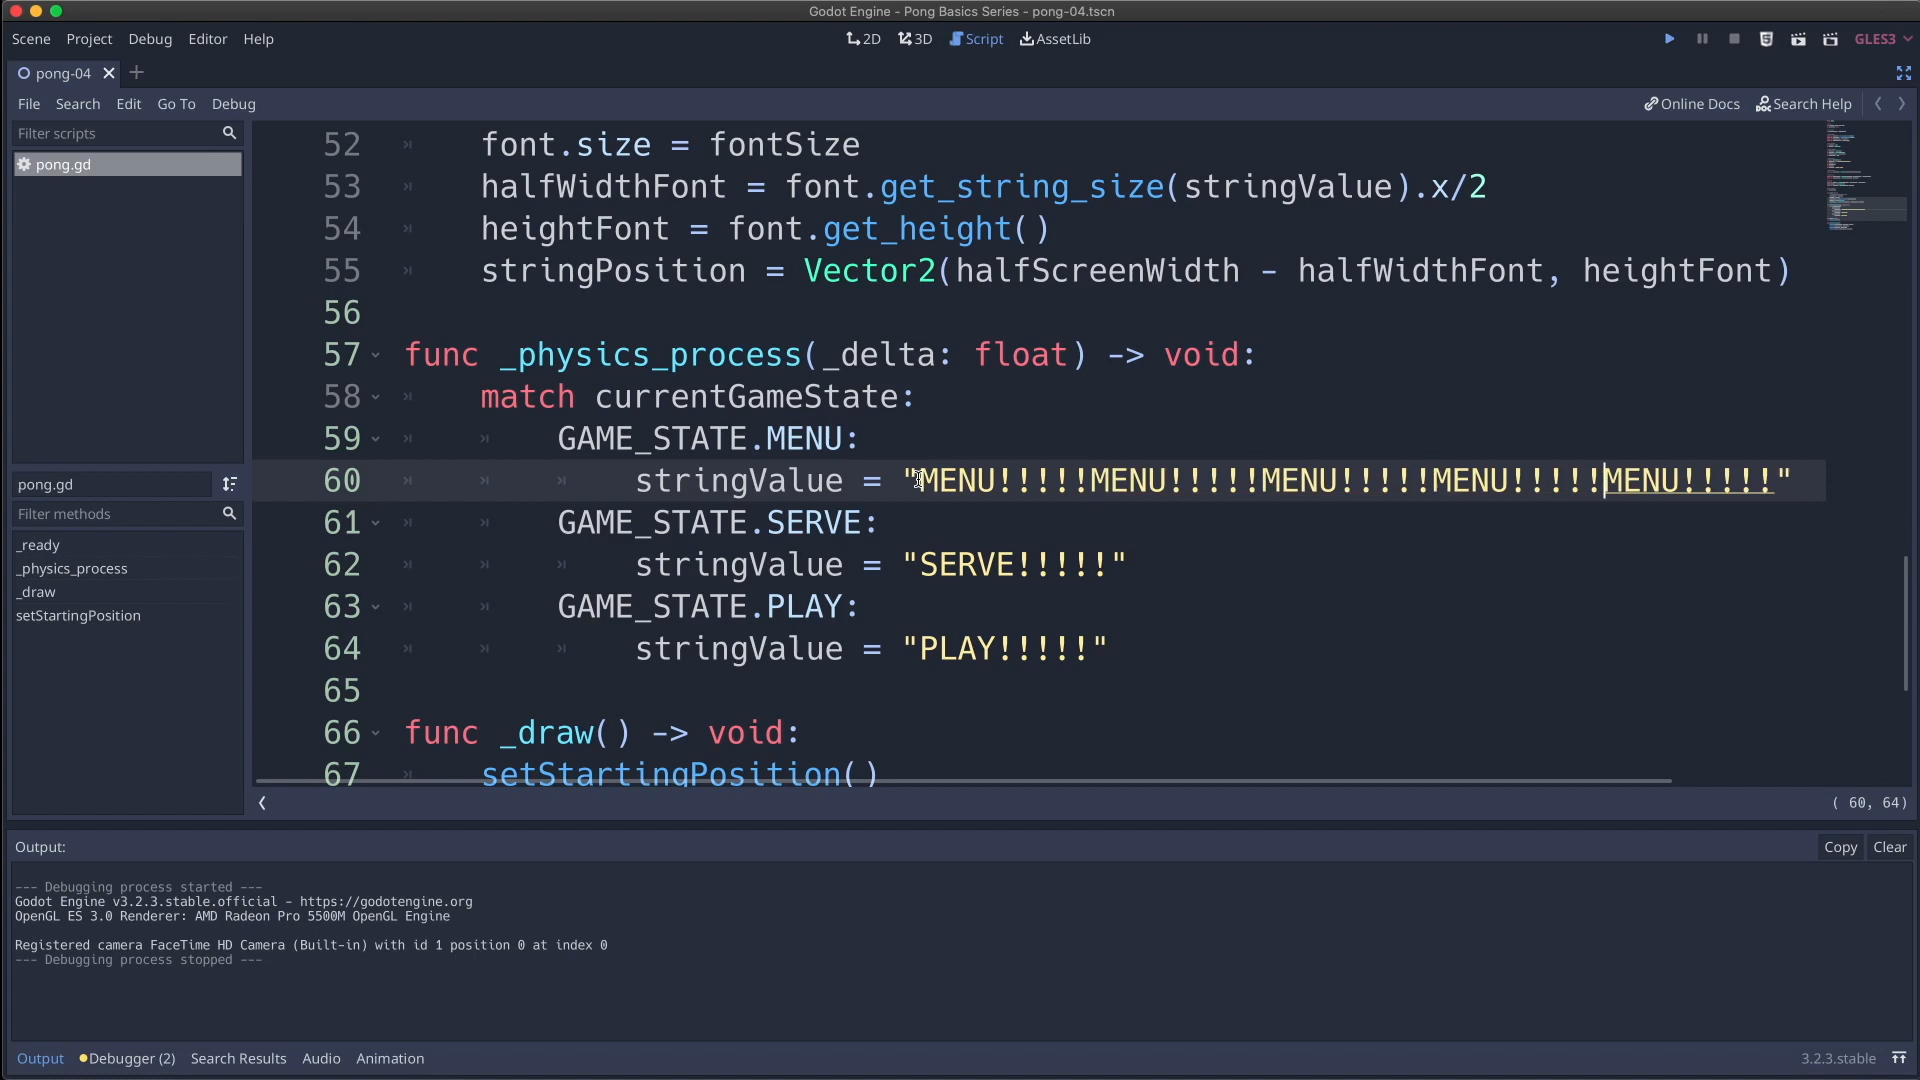 Godot Engine - Pong Basics Series - pong-04.tscn
Scene Project Debug Editor Help
2D 3D Script AssetLib
GLES3
pong-04
File Search Edit Go To Debug
Online Docs Search Help
Filter scripts
pong.gd
pong.gd
Filter methods
_ready
_physics_process
_draw
setStartingPosition
52 font.size = fontSize
53 halfWidthFont = font.get_string_size(stringValue).x/2
54 heightFont = font.get_height()
55 stringPosition = Vector2(halfScreenWidth - halfWidthFont, heightFont)
56
57 func _physics_process(_delta: float) -> void:
58 match currentGameState:
59 GAME_STATE.MENU:
60 stringValue = "MENU!!!!!MENU!!!!!MENU!!!!!MENU!!!!!MENU!!!!!"
61 GAME_STATE.SERVE:
62 stringValue = "SERVE!!!!!"
63 GAME_STATE.PLAY:
64 stringValue = "PLAY!!!!!"
65
66 func _draw() -> void:
67 setStartingPosition()
( 60, 64)
Output:
Copy Clear
--- Debugging process started ---
Godot Engine v3.2.3.stable.official - https://godotengine.org
OpenGL ES 3.0 Renderer: AMD Radeon Pro 5500M OpenGL Engine
Registered camera FaceTime HD Camera (Built-in) with id 1 position 0 at index 0
--- Debugging process stopped ---
Output Debugger (2) Search Results Audio Animation
3.2.3.stable